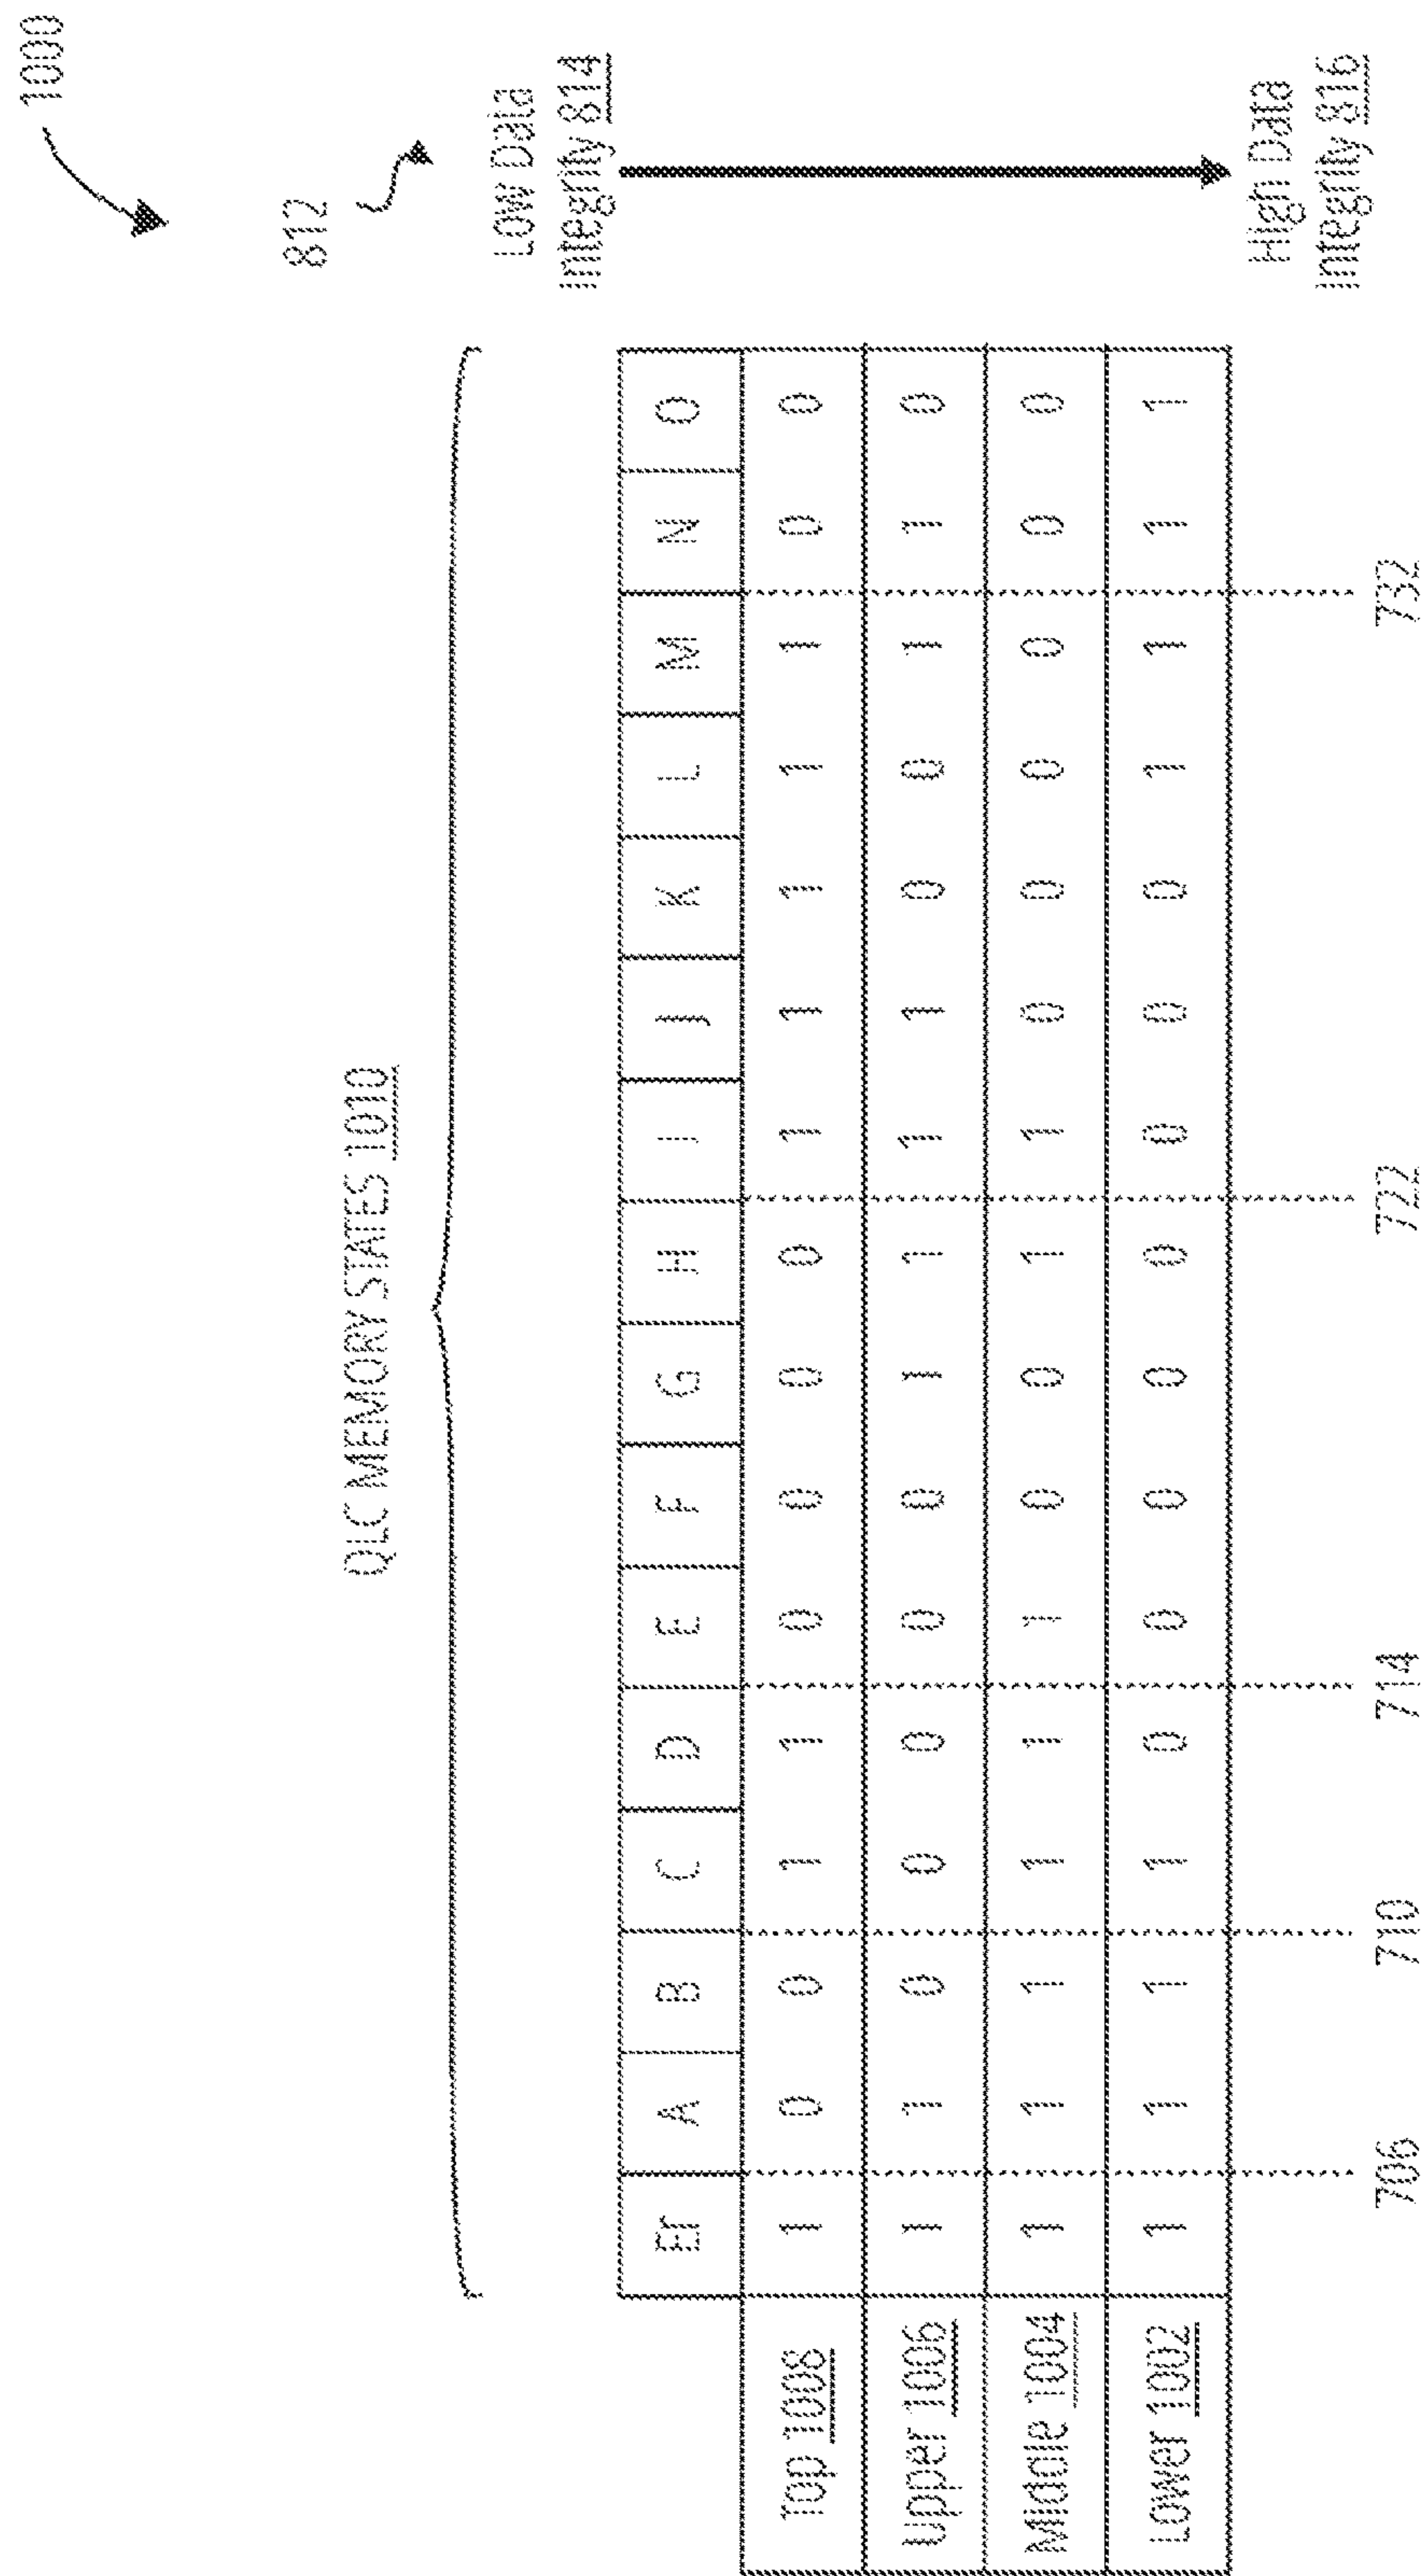 1000
812
QLC MEMORY STATES 1010
Low Data
Integrity 814
Er A B C D E F G H I J K L M N O
Top 1008 1 0 0 1 1 0 0 0 0 1 1 1 1 1 0 0
Upper 1006 1 1 0 0 0 0 0 1 1 1 1 0 0 1 1 0
Middle 1004 1 1 1 1 1 1 0 0 1 1 0 0 0 0 0 0
Lower 1002 1 1 1 1 0 0 0 0 0 0 0 0 1 1 1 1
High Data
Integrity 816
706 710 714 722 732